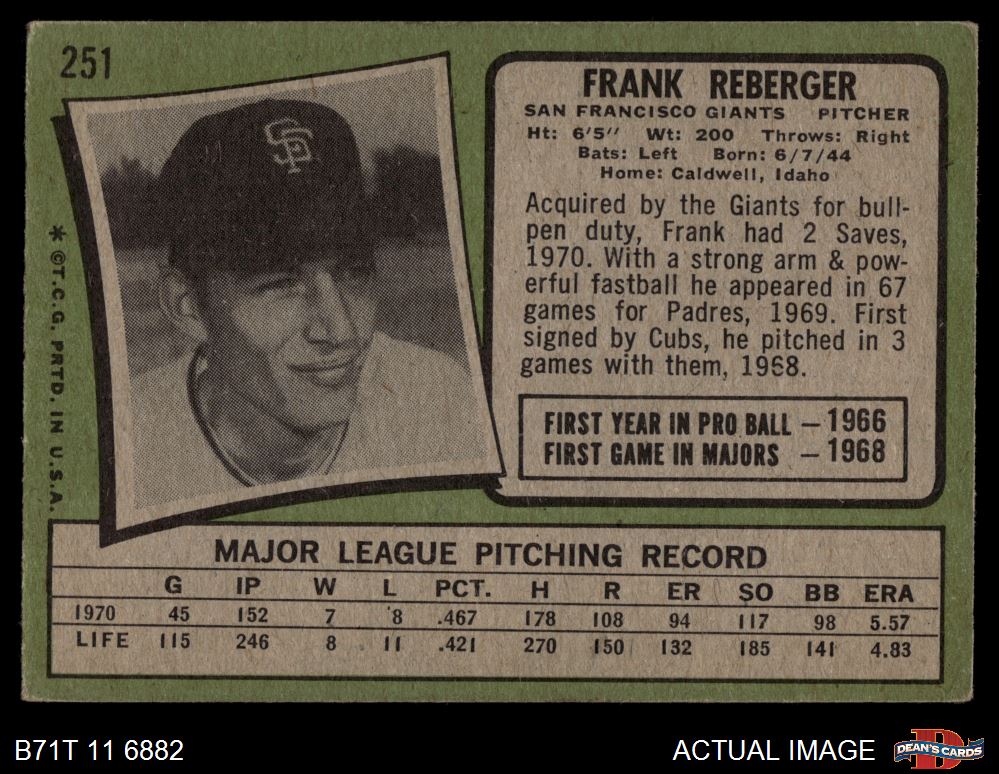 251
SF
* ©T.C.G. PRTD. IN U.S.A.
FRANK REBERGER
SAN FRANCISCO GIANTS PITCHER
Ht: 6'5" Wt: 200 Throws: Right
Bats: Left Born: 6/7/44
Home: Caldwell, Idaho
Acquired by the Giants for bull-
pen duty, Frank had 2 Saves,
1970. With a strong arm & pow-
erful fastball he appeared in 67
games for Padres, 1969. First
signed by Cubs, he pitched in 3
games with them, 1968.
FIRST YEAR IN PRO BALL – 1966
FIRST GAME IN MAJORS – 1968
MAJOR LEAGUE PITCHING RECORD
G IP W L PCT. H R ER SO BB ERA
1970 45 152 7 8 .467 178 108 94 117 98 5.57
LIFE 115 246 8 11 .421 270 150 132 185 141 4.83
B71T 11 6882 ACTUAL IMAGE
D DEAN'S CARDS